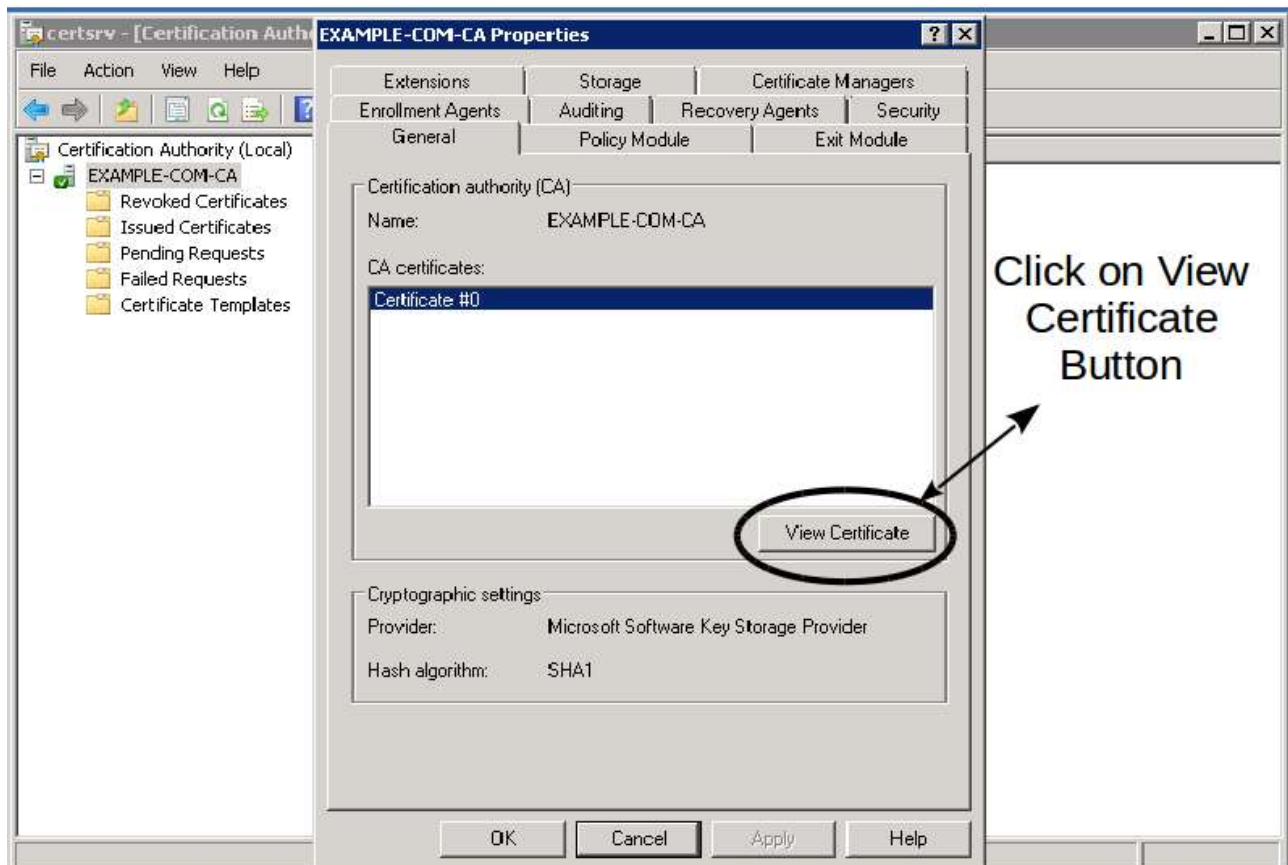 certsrv - [Certification Auth
EXAMPLE-COM-CA Properties
File Action View Help
Extensions Storage Certificate Managers
Enrollment Agents Auditing Recovery Agents Security
General Policy Module Exit Module
Certification Authority (Local)
EXAMPLE-COM-CA
Revoked Certificates
Issued Certificates
Pending Requests
Failed Requests
Certificate Templates
Certification authority (CA)
Name: EXAMPLE-COM-CA
CA certificates:
Certificate #0
View Certificate
Cryptographic settings
Provider: Microsoft Software Key Storage Provider
Hash algorithm: SHA1
OK Cancel Apply Help
Click on View
Certificate
Button